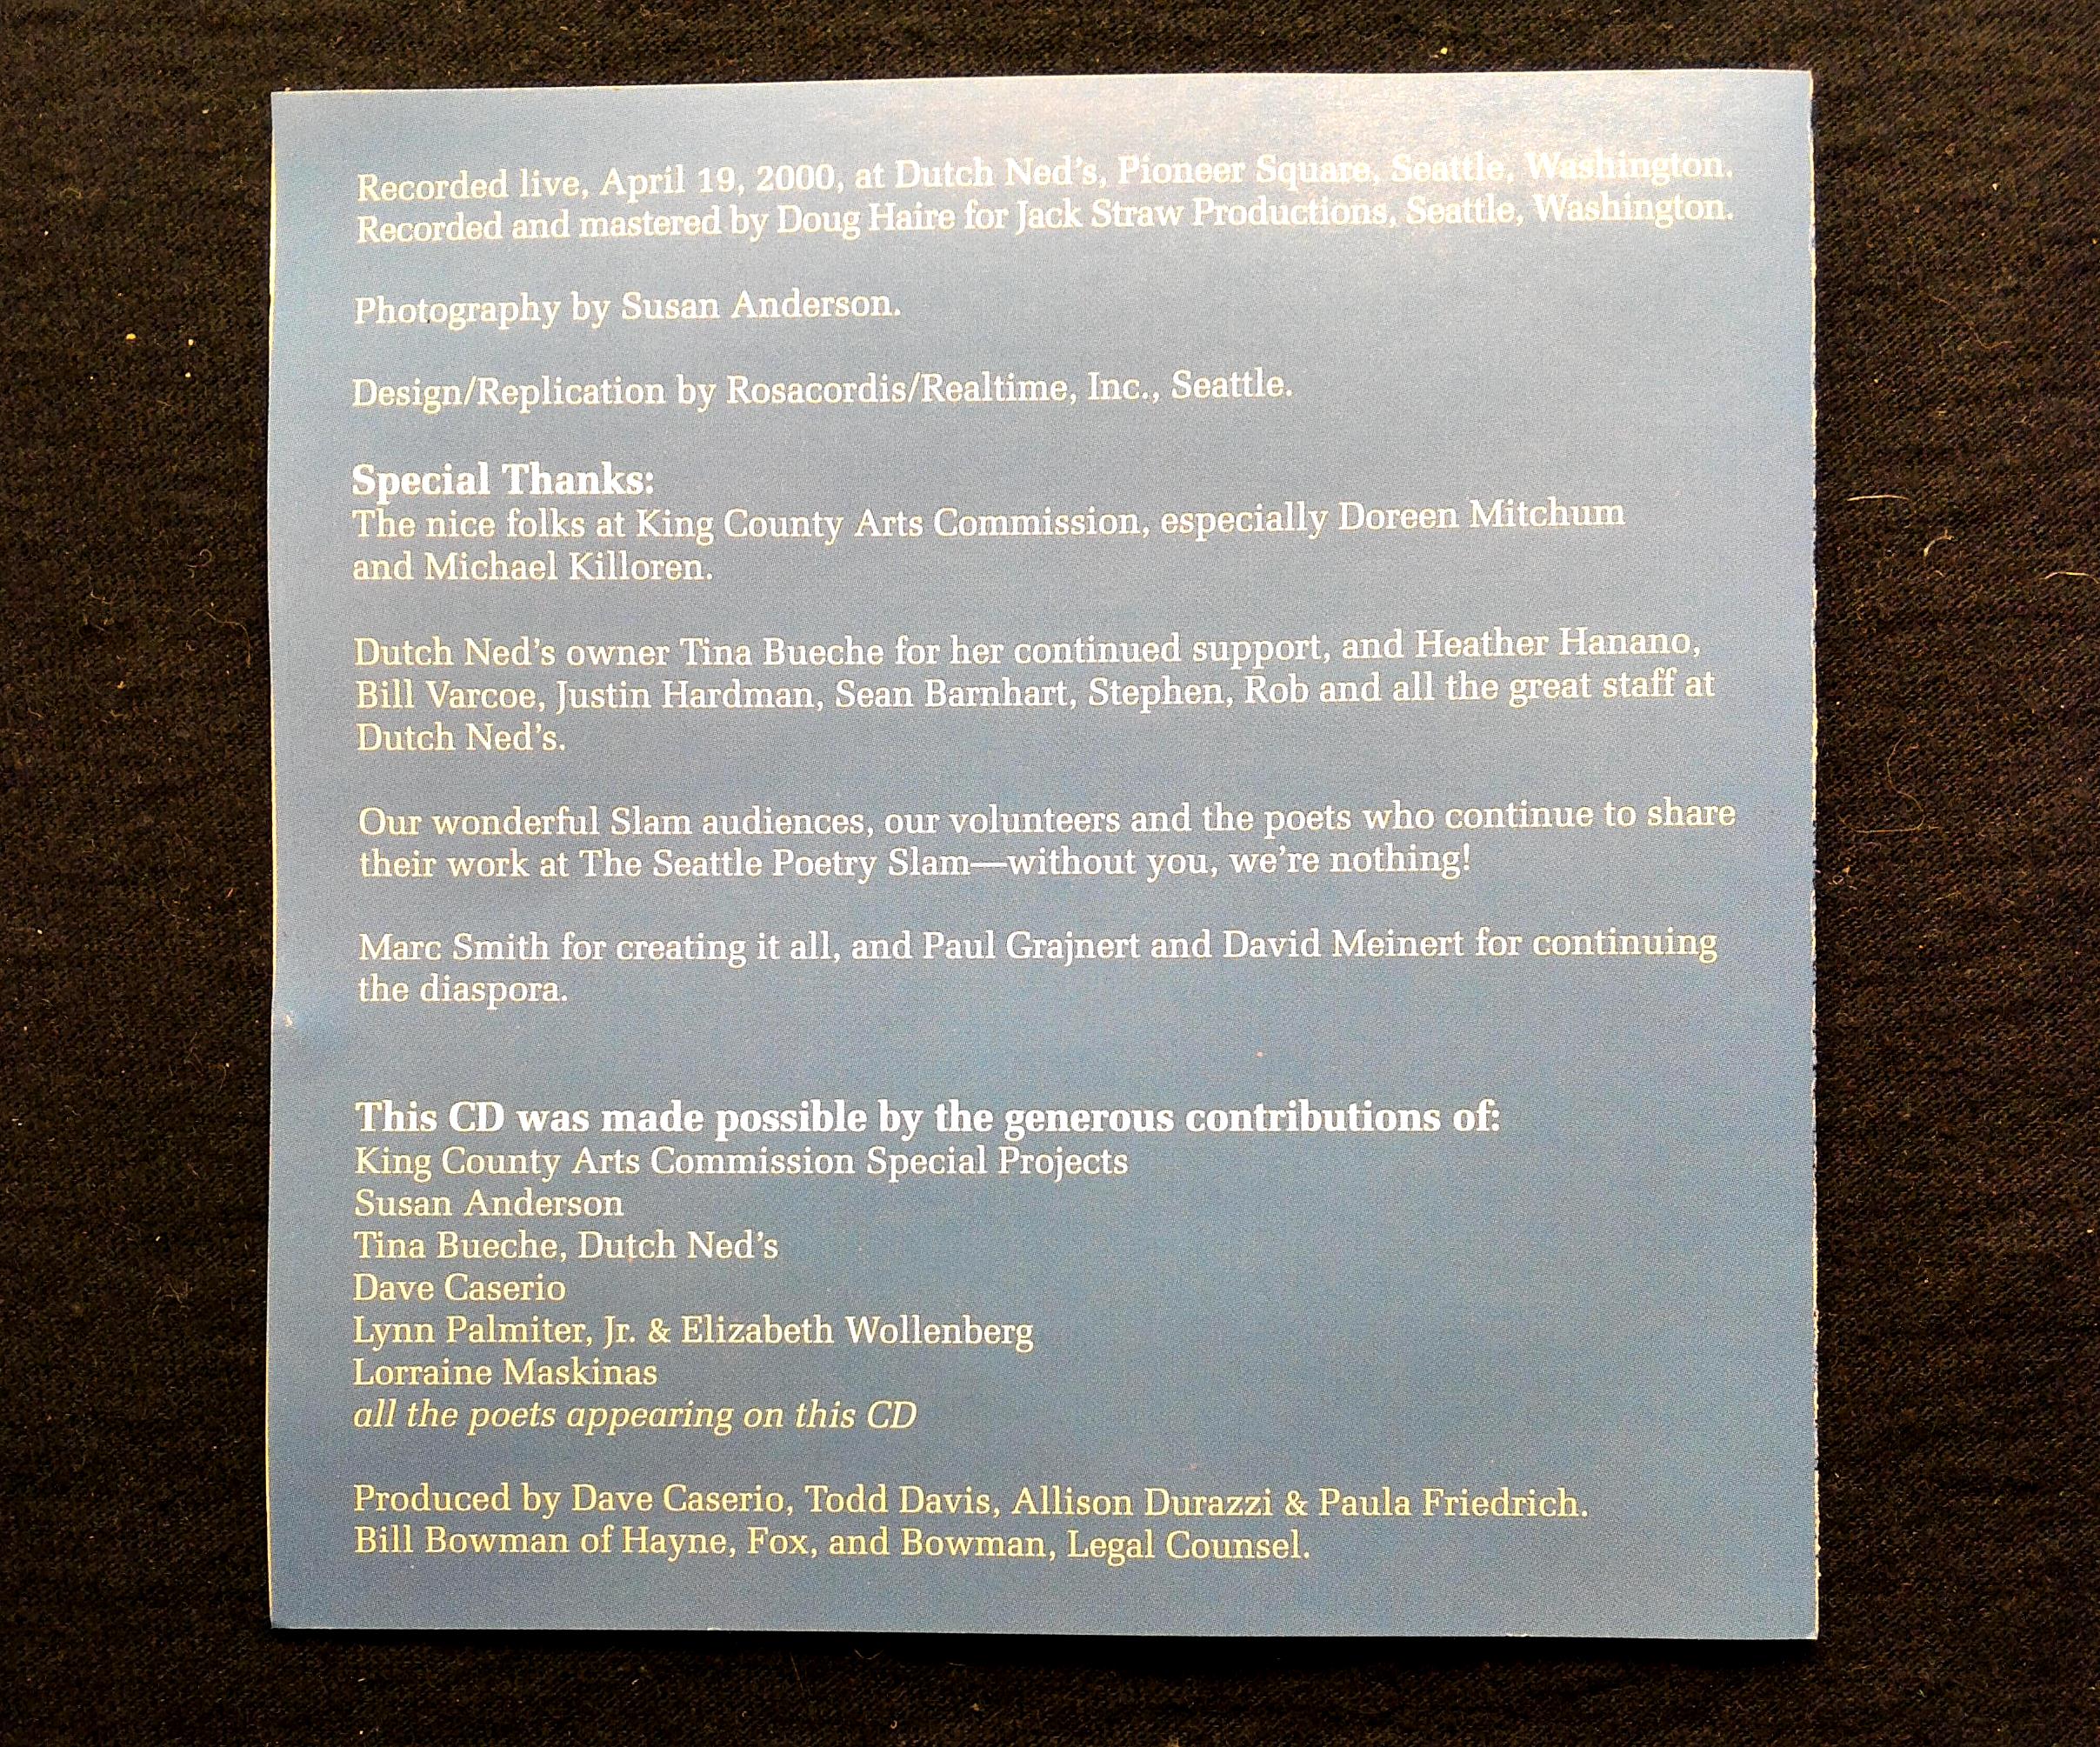 Recorded live, April 19, 2000, at Dutch Ned's, Pioneer Square, Seattle, Washington.
Recorded and mastered by Doug Haire for Jack Straw Productions, Seattle, Washington.
Photography by Susan Anderson.
Design/Replication by Rosacordis/Realtime, Inc., Seattle.
Special Thanks:
The nice folks at King County Arts Commission, especially Doreen Mitchum
and Michael Killoren.
Dutch Ned's owner Tina Bueche for her continued support, and Heather Hanano,
Bill Varcoe, Justin Hardman, Sean Barnhart, Stephen, Rob and all the great staff at
Dutch Ned's.
Our wonderful Slam audiences, our volunteers and the poets who continue to share
their work at The Seattle Poetry Slam—without you, we're nothing!
Marc Smith for creating it all, and Paul Grajnert and David Meinert for continuing
the diaspora.
This CD was made possible by the generous contributions of:
King County Arts Commission Special Projects
Susan Anderson
Tina Bueche, Dutch Ned's
Dave Caserio
Lynn Palmiter, Jr. & Elizabeth Wollenberg
Lorraine Maskinas
all the poets appearing on this CD
Produced by Dave Caserio, Todd Davis, Allison Durazzi & Paula Friedrich.
Bill Bowman of Hayne, Fox, and Bowman, Legal Counsel.